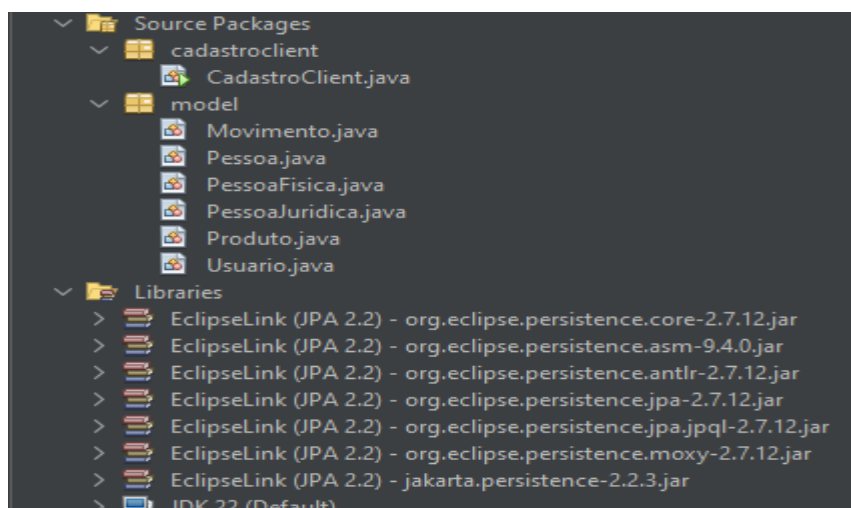 Source Packages
cadastroclient
CadastroClient.java
model
Movimento.java
Pessoa.java
PessoaFisica.java
PessoaJuridica.java
Produto.java
Usuario.java
Libraries
EclipseLink (JPA 2.2) - org.eclipse.persistence.core-2.7.12.jar
EclipseLink (JPA 2.2) - org.eclipse.persistence.asm-9.4.0.jar
EclipseLink (JPA 2.2) - org.eclipse.persistence.antlr-2.7.12.jar
EclipseLink (JPA 2.2) - org.eclipse.persistence.jpa-2.7.12.jar
EclipseLink (JPA 2.2) - org.eclipse.persistence.jpa.jpql-2.7.12.jar
EclipseLink (JPA 2.2) - org.eclipse.persistence.moxy-2.7.12.jar
EclipseLink (JPA 2.2) - jakarta.persistence-2.2.3.jar
JDK 22 (Default)